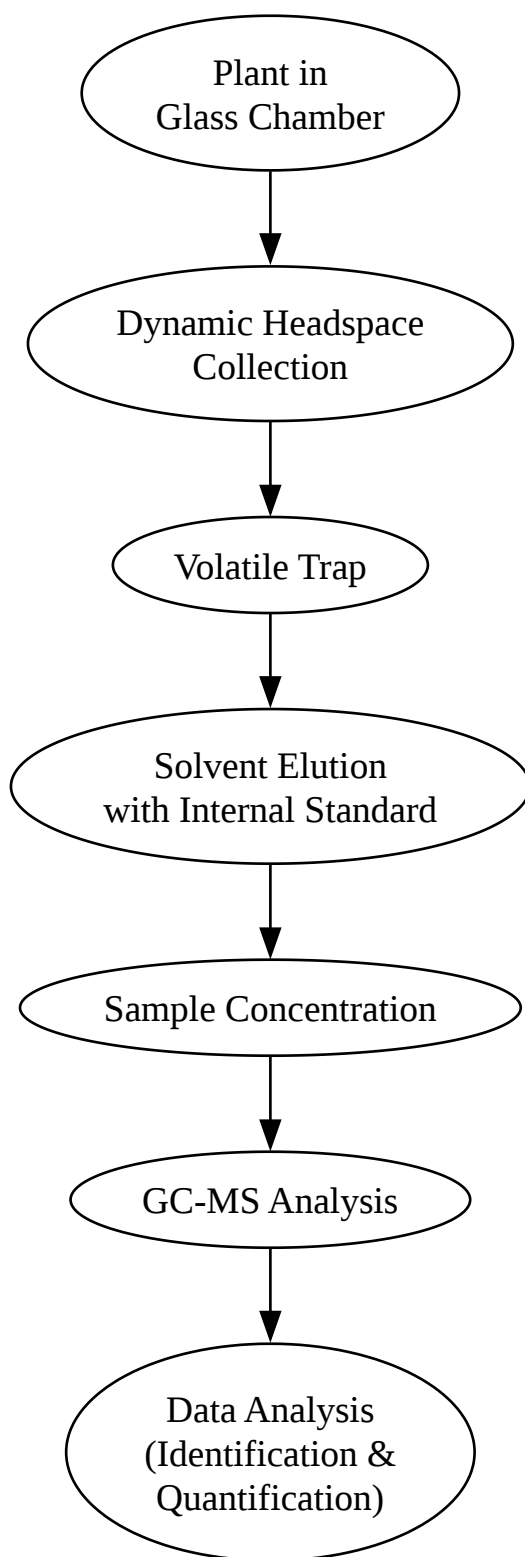 Plant in
Glass Chamber
Dynamic Headspace
Collection
Volatile Trap
Solvent Elution
with Internal Standard
Sample Concentration
GC-MS Analysis
Data Analysis
(Identification &
Quantification)